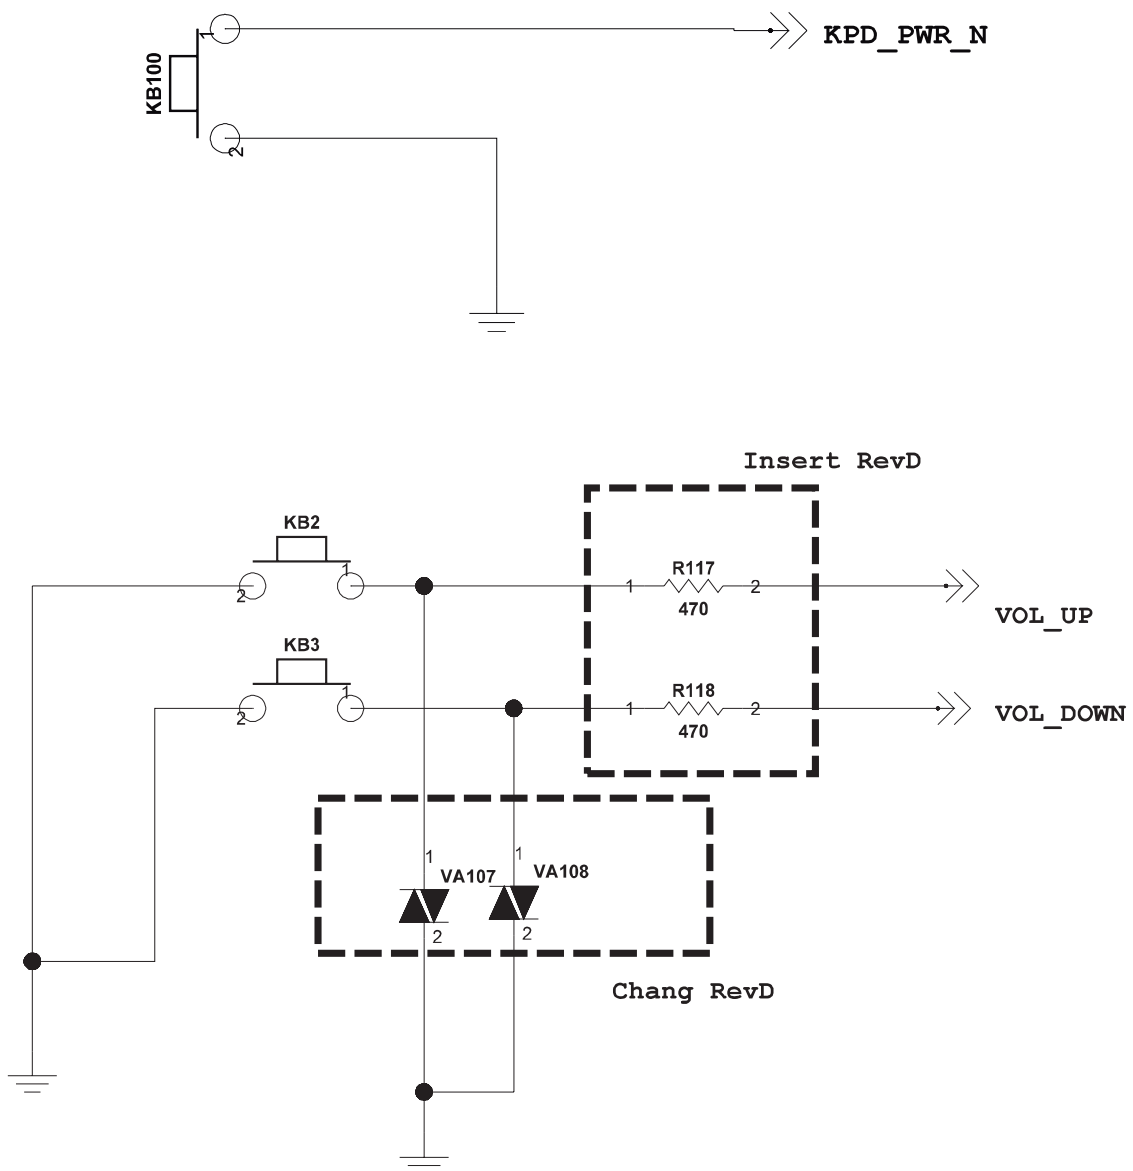 1
KPD_PWR_N
KB100
2
Insert RevD
KB2
2
1
R117
1
2
470
VOL_UP
KB3
2
1
R118
1
2
470
VOL_DOWN
1
VA107
2
1
VA108
2
Chang RevD